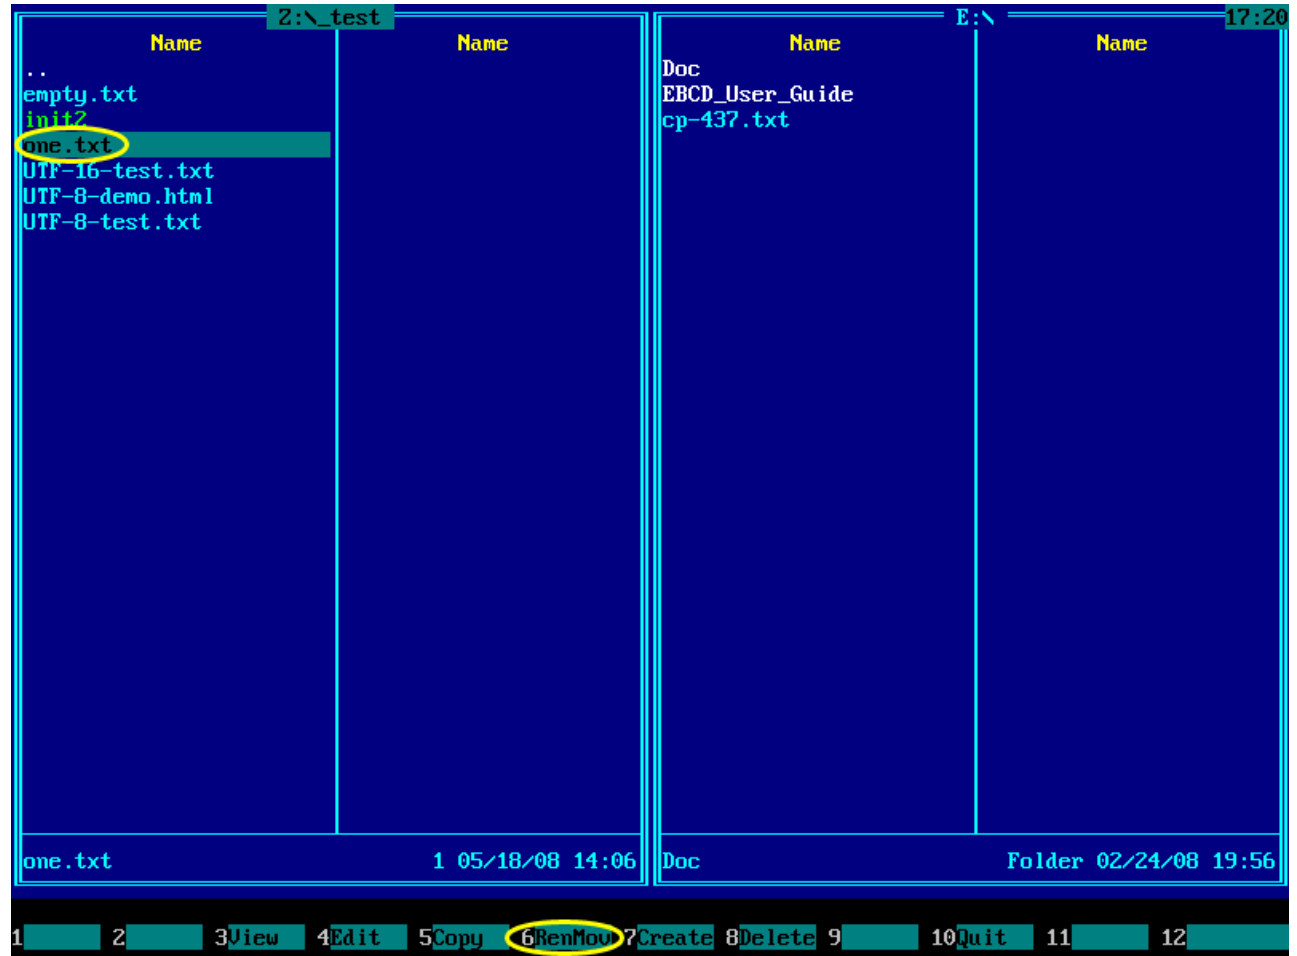 Z:\_test
Name Name
..
empty.txt
init2
one.txt
UTF-16-test.txt
UTF-8-demo.html
UTF-8-test.txt
one.txt 1 05/18/08 14:06
E:\ 17:20
Name Name
Doc
EBCD_User_Guide
cp-437.txt
Doc Folder 02/24/08 19:56
1 2 3View 4Edit 5Copy 6RenMov 7Create 8Delete 9 10Quit 11 12